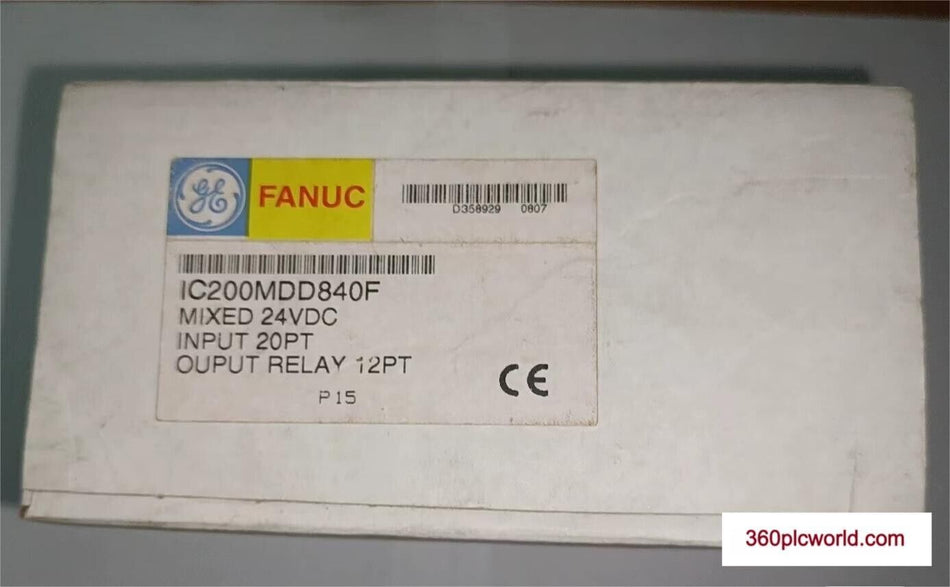 GE FANUC
D358929 0807
IC200MDD840F
MIXED 24VDC
INPUT 20PT
OUPUT RELAY 12PT
CE
P15
360plcworld.com